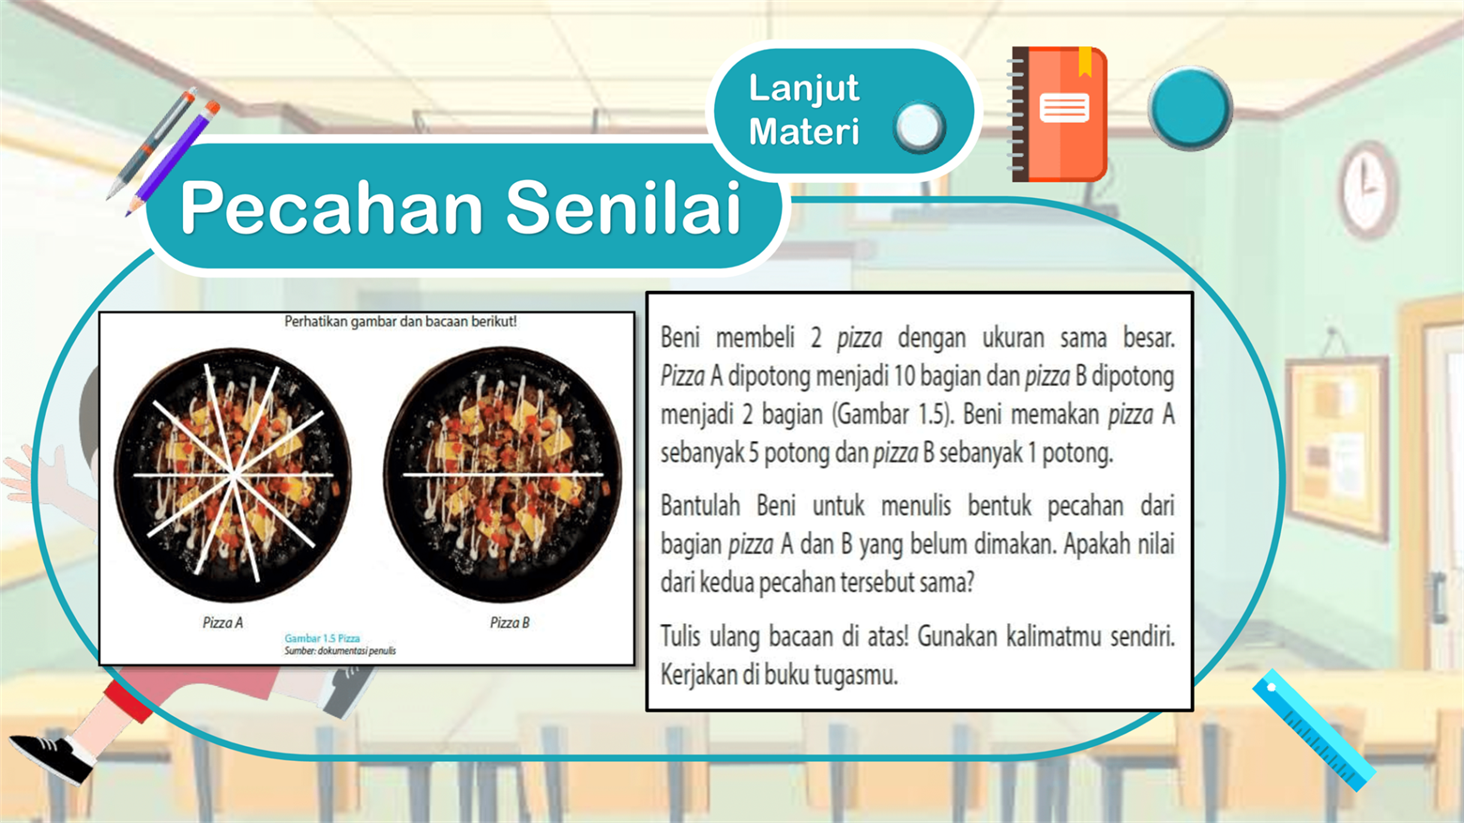 Lanjut
Materi
Pecahan Senilai
Perhatikan gambar dan bacaan berikut!
Pizza A
Pizza B
Gambar 1.5 Pizza
Sumber: dokumentasi penulis
Beni membeli 2 pizza dengan ukuran sama besar.
Pizza A dipotong menjadi 10 bagian dan pizza B dipotong
menjadi 2 bagian (Gambar 1.5). Beni memakan pizza A
sebanyak 5 potong dan pizza B sebanyak 1 potong.
Bantulah Beni untuk menulis bentuk pecahan dari
bagian pizza A dan B yang belum dimakan. Apakah nilai
dari kedua pecahan tersebut sama?
Tulis ulang bacaan di atas! Gunakan kalimatmu sendiri.
Kerjakan di buku tugasmu.